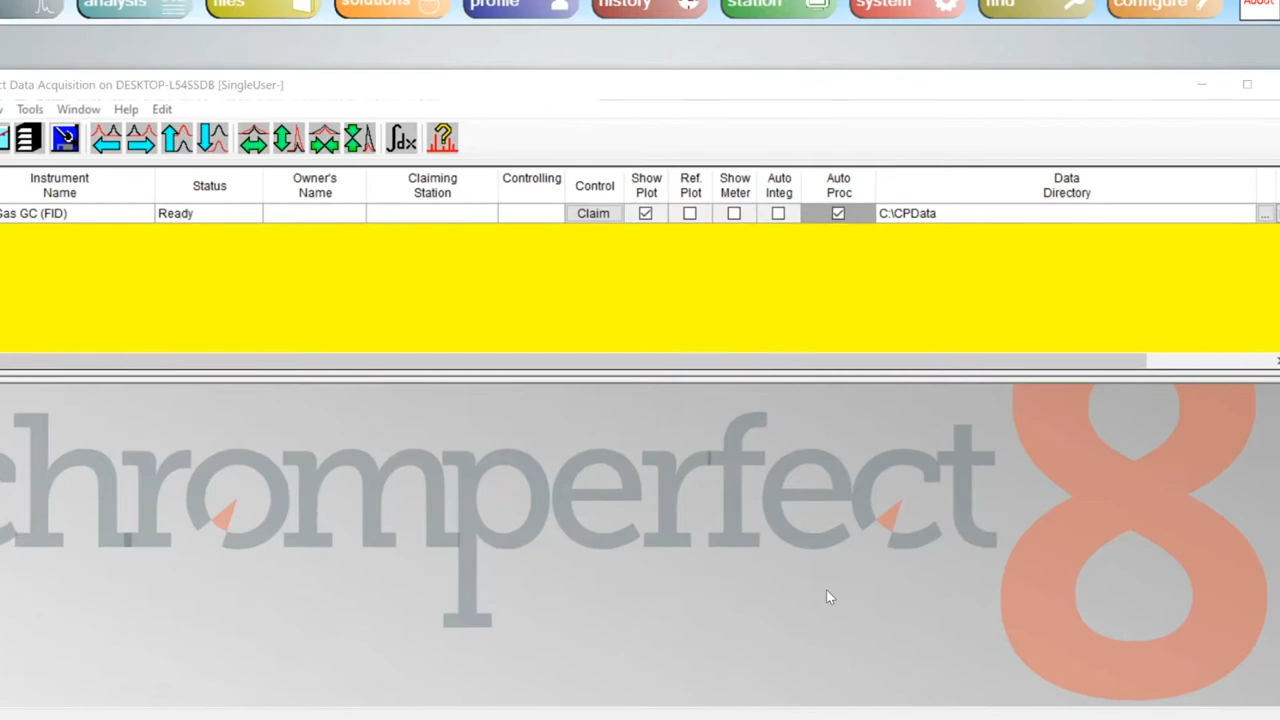 analysis files solutions profile history station system find configure About
ct Data Acquisition on DESKTOP-L54SSDB [SingleUser-]
Tools Window Help Edit
∫dx ?
Instrument Name Status Owner's Name Claiming Station Controlling Control Show Plot Ref. Plot Show Meter Auto Integ Auto Proc Data Directory
Gas GC (FID) Ready Claim C:\CPData ...
chromperfect 8